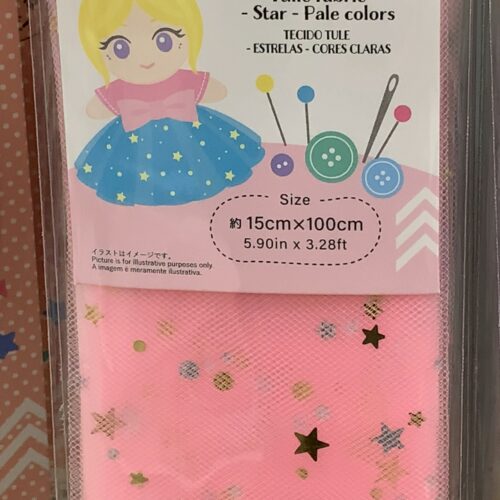 - Star - Pale colors
TECIDO TULE
- ESTRELAS - CORES CLARAS
Size
約 15cm×100cm
5.90in x 3.28ft
イラストはイメージです。
Picture is for illustrative purposes only.
A imagem é meramente ilustrativa.